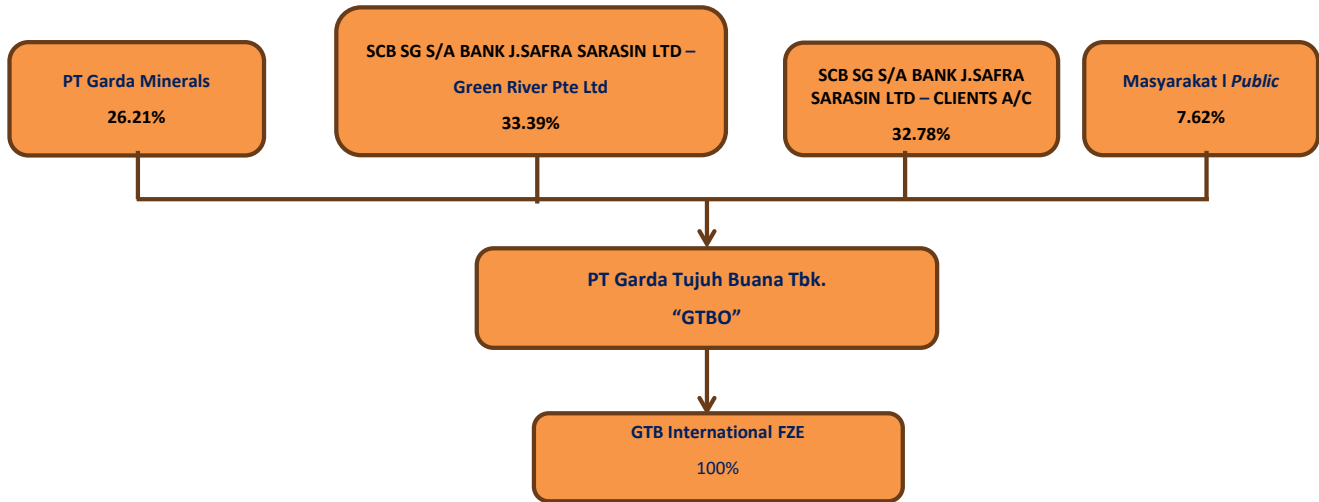 PT Garda Minerals
26.21%
SCB SG S/A BANK J.SAFRA SARASIN LTD –
Green River Pte Ltd
33.39%
SCB SG S/A BANK J.SAFRA
SARASIN LTD – CLIENTS A/C
32.78%
Masyarakat l Public
7.62%
PT Garda Tujuh Buana Tbk.
“GTBO”
GTB International FZE
100%